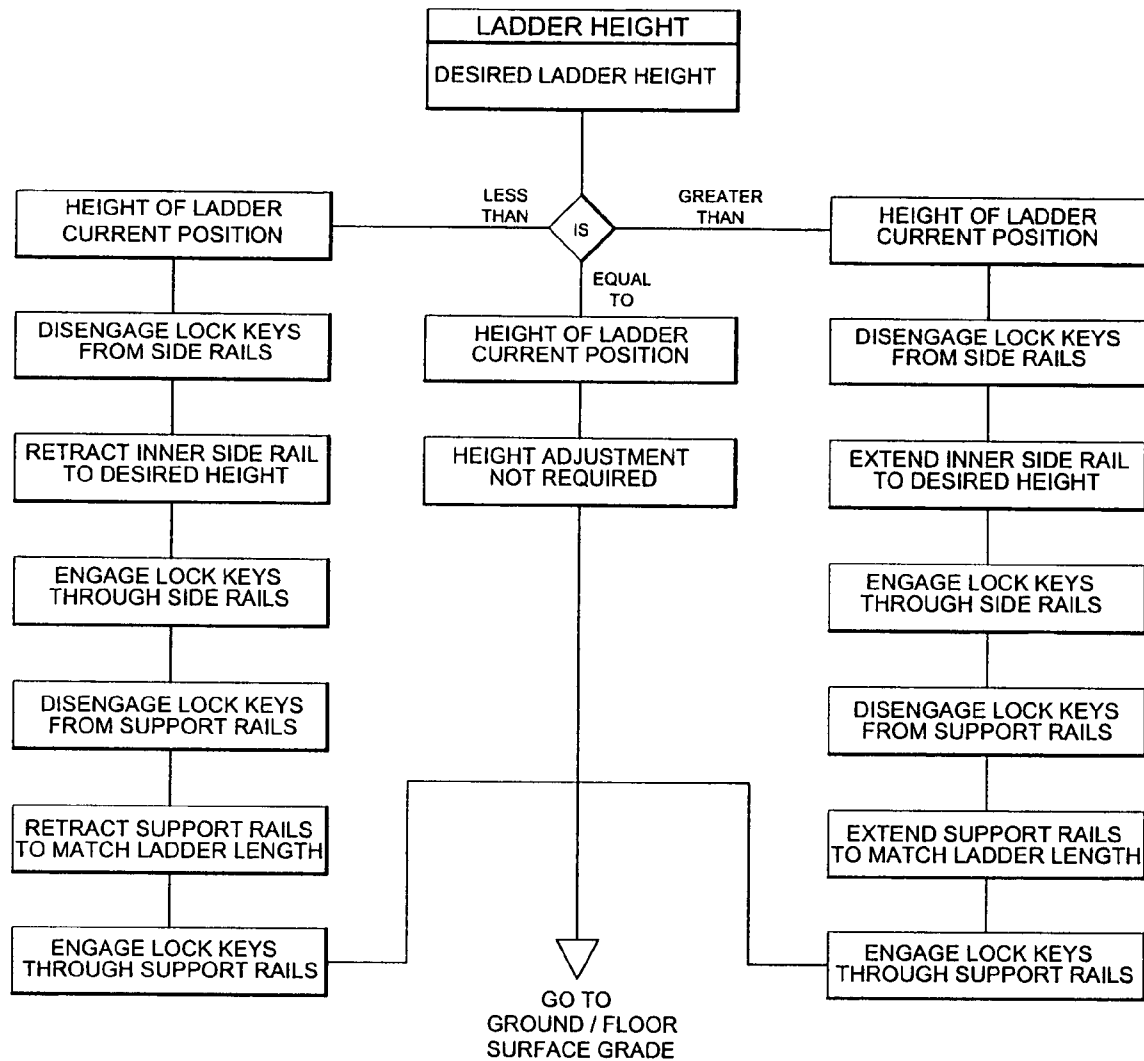 LADDER HEIGHT
DESIRED LADDER HEIGHT
LESS
THAN
IS
GREATER
THAN
EQUAL
TO
HEIGHT OF LADDER
CURRENT POSITION
DISENGAGE LOCK KEYS
FROM SIDE RAILS
RETRACT INNER SIDE RAIL
TO DESIRED HEIGHT
ENGAGE LOCK KEYS
THROUGH SIDE RAILS
DISENGAGE LOCK KEYS
FROM SUPPORT RAILS
RETRACT SUPPORT RAILS
TO MATCH LADDER LENGTH
ENGAGE LOCK KEYS
THROUGH SUPPORT RAILS
HEIGHT OF LADDER
CURRENT POSITION
HEIGHT ADJUSTMENT
NOT REQUIRED
HEIGHT OF LADDER
CURRENT POSITION
DISENGAGE LOCK KEYS
FROM SIDE RAILS
EXTEND INNER SIDE RAIL
TO DESIRED HEIGHT
ENGAGE LOCK KEYS
THROUGH SIDE RAILS
DISENGAGE LOCK KEYS
FROM SUPPORT RAILS
EXTEND SUPPORT RAILS
TO MATCH LADDER LENGTH
ENGAGE LOCK KEYS
THROUGH SUPPORT RAILS
GO TO
GROUND / FLOOR
SURFACE GRADE